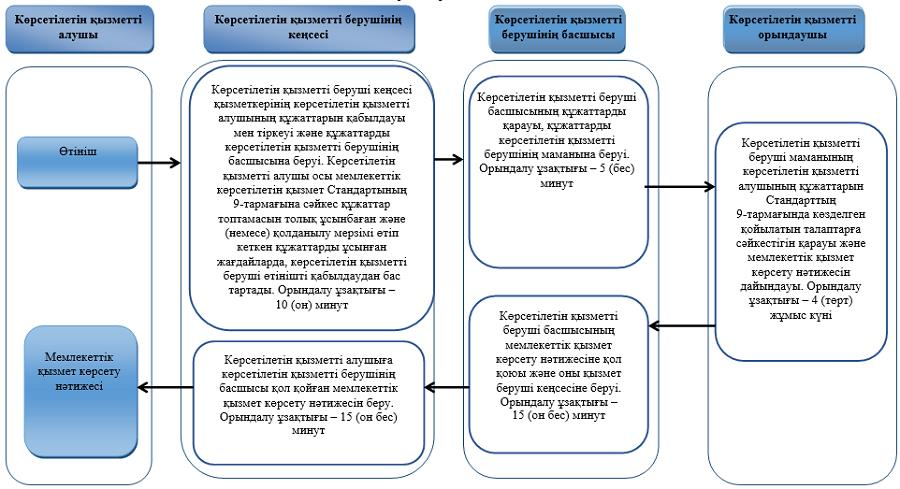 Көрсетілетін қызметті
алушы
Көрсетілетін қызметті берушінің
кеңсесі
Көрсетілетін қызметті
берушінің басшысы
Көрсетілетін қызметті
орындаушы
Өтініш
Көрсетілетін қызметті беруші кеңсесі
қызметкерінің көрсетілетін қызметті
алушының құжаттарын қабылдауы
мен тіркеуі және құжаттарды
көрсетілетін қызметті берушінің
басшысына беруі. Көрсетілетін
қызметті алушы осы мемлекеттік
көрсетілетін қызмет Стандартының
9-тармағына сәйкес құжаттар
топтамасын толық ұсынбаған және
(немесе) қолданылу мерзімі өтіп
кеткен құжаттарды ұсынған
жағдайларда, көрсетілетін қызметті
беруші өтінішті қабылдаудан бас
тартады. Орындалу ұзақтығы –
10 (он) минут
Көрсетілетін қызметті беруші
басшысының құжаттарды
қарауы, құжаттарды
көрсетілетін қызметті
берушінің маманына беруі.
Орындалу ұзақтығы – 5 (бес)
минут
Көрсетілетін қызметті
беруші маманының
көрсетілетін қызметті
алушының құжаттарын
Стандарттың
9-тармағында көзделген
қойылатын талаптарға
сәйкестігін қарауы және
мемлекеттік қызмет
көрсету нәтижесін
дайындауы. Орындалу
ұзақтығы – 4 (төрт)
жұмыс күні
Көрсетілетін қызметті
беруші басшысының
мемлекеттік қызмет
көрсету нәтижесіне қол
қоюы және оны қызмет
беруші кеңсесіне беруі.
Орындалу ұзақтығы –
15 (он бес) минут
Көрсетілетін қызметті алушыға
көрсетілетін қызметті берушінің
басшысы қол қойған мемлекеттік
қызмет көрсету нәтижесін беру.
Орындалу ұзақтығы – 15 (он бес)
минут
Мемлекеттік
қызмет көрсету
нәтижесі